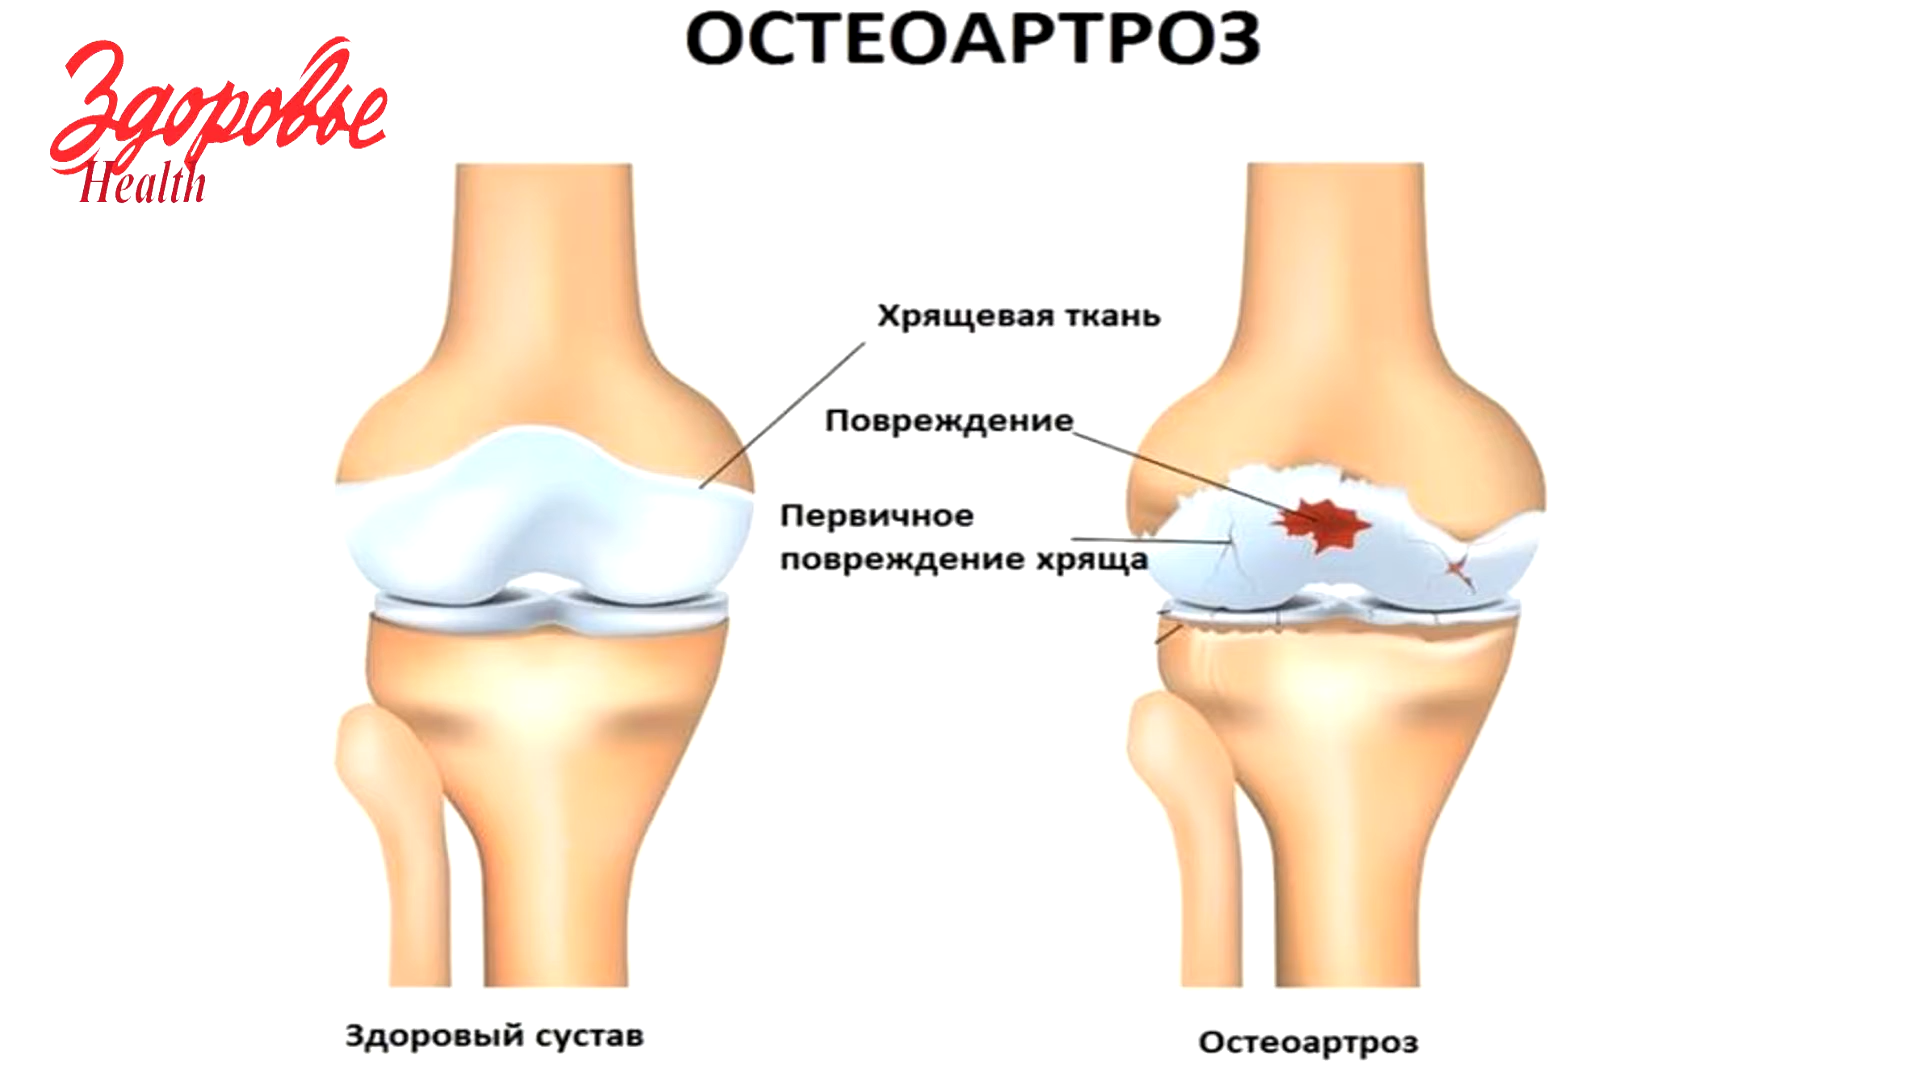 ОСТЕОАРТРОЗ
Здоровье
Health
Хрящевая ткань
Повреждение
Первичное
повреждение хряща
Здоровый сустав
Остеоартроз